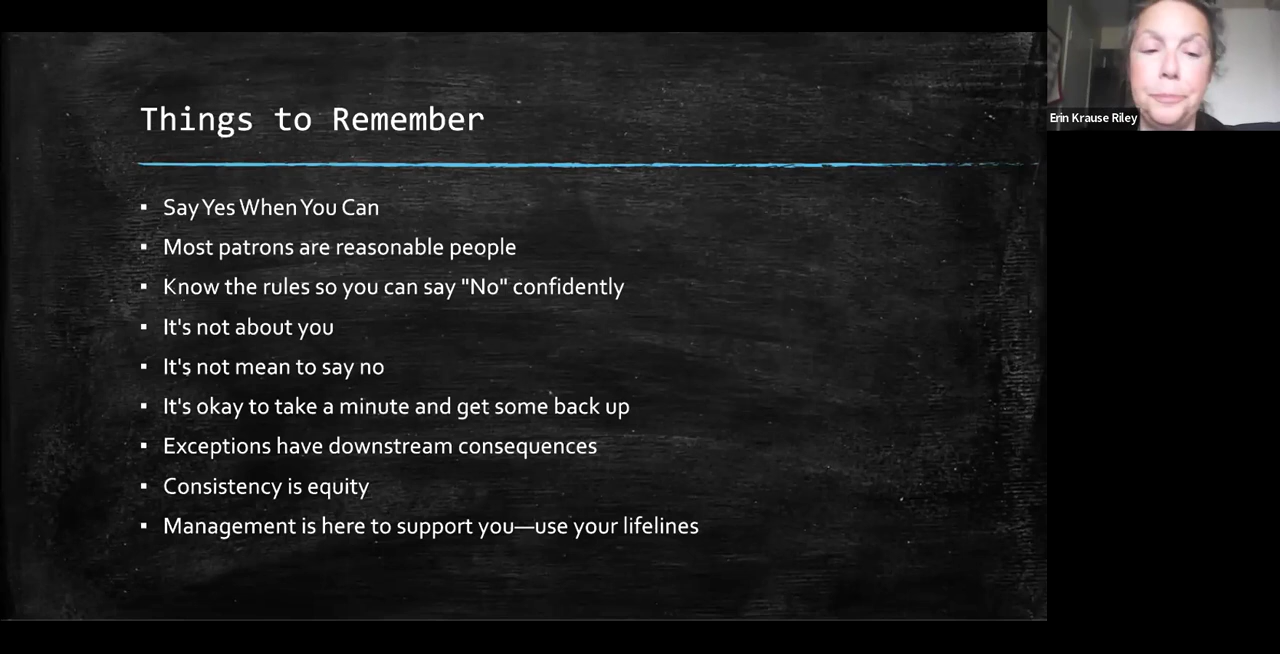 Things to Remember
▪ Say Yes When You Can
▪ Most patrons are reasonable people
▪ Know the rules so you can say "No" confidently
▪ It's not about you
▪ It's not mean to say no
▪ It's okay to take a minute and get some back up
▪ Exceptions have downstream consequences
▪ Consistency is equity
▪ Management is here to support you—use your lifelines
Erin Krause Riley